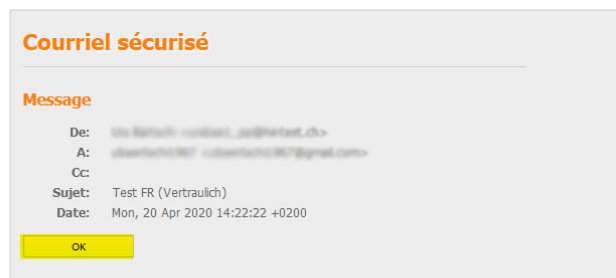 Courriel sécurisé
Message
De:
A:
Cc:
Sujet: Test FR (Vertraulich)
Date: Mon, 20 Apr 2020 14:22:22 +0200
OK